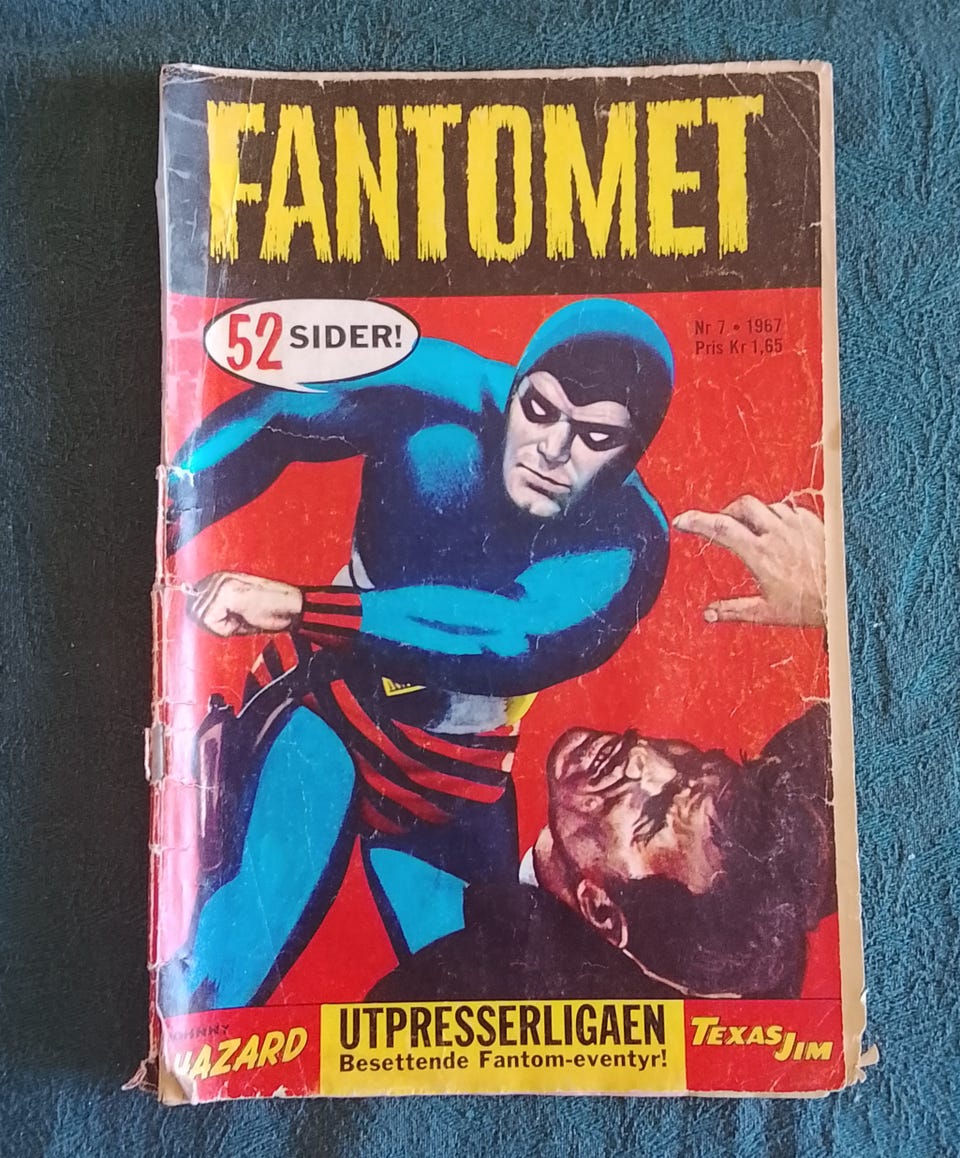 FANTOMET
52 SIDER!
Nr 7 • 1967
Pris Kr 1,65
JOHNNY
HAZARD
UTPRESSERLIGAEN
Besettende Fantom-eventyr!
TEXAS JIM